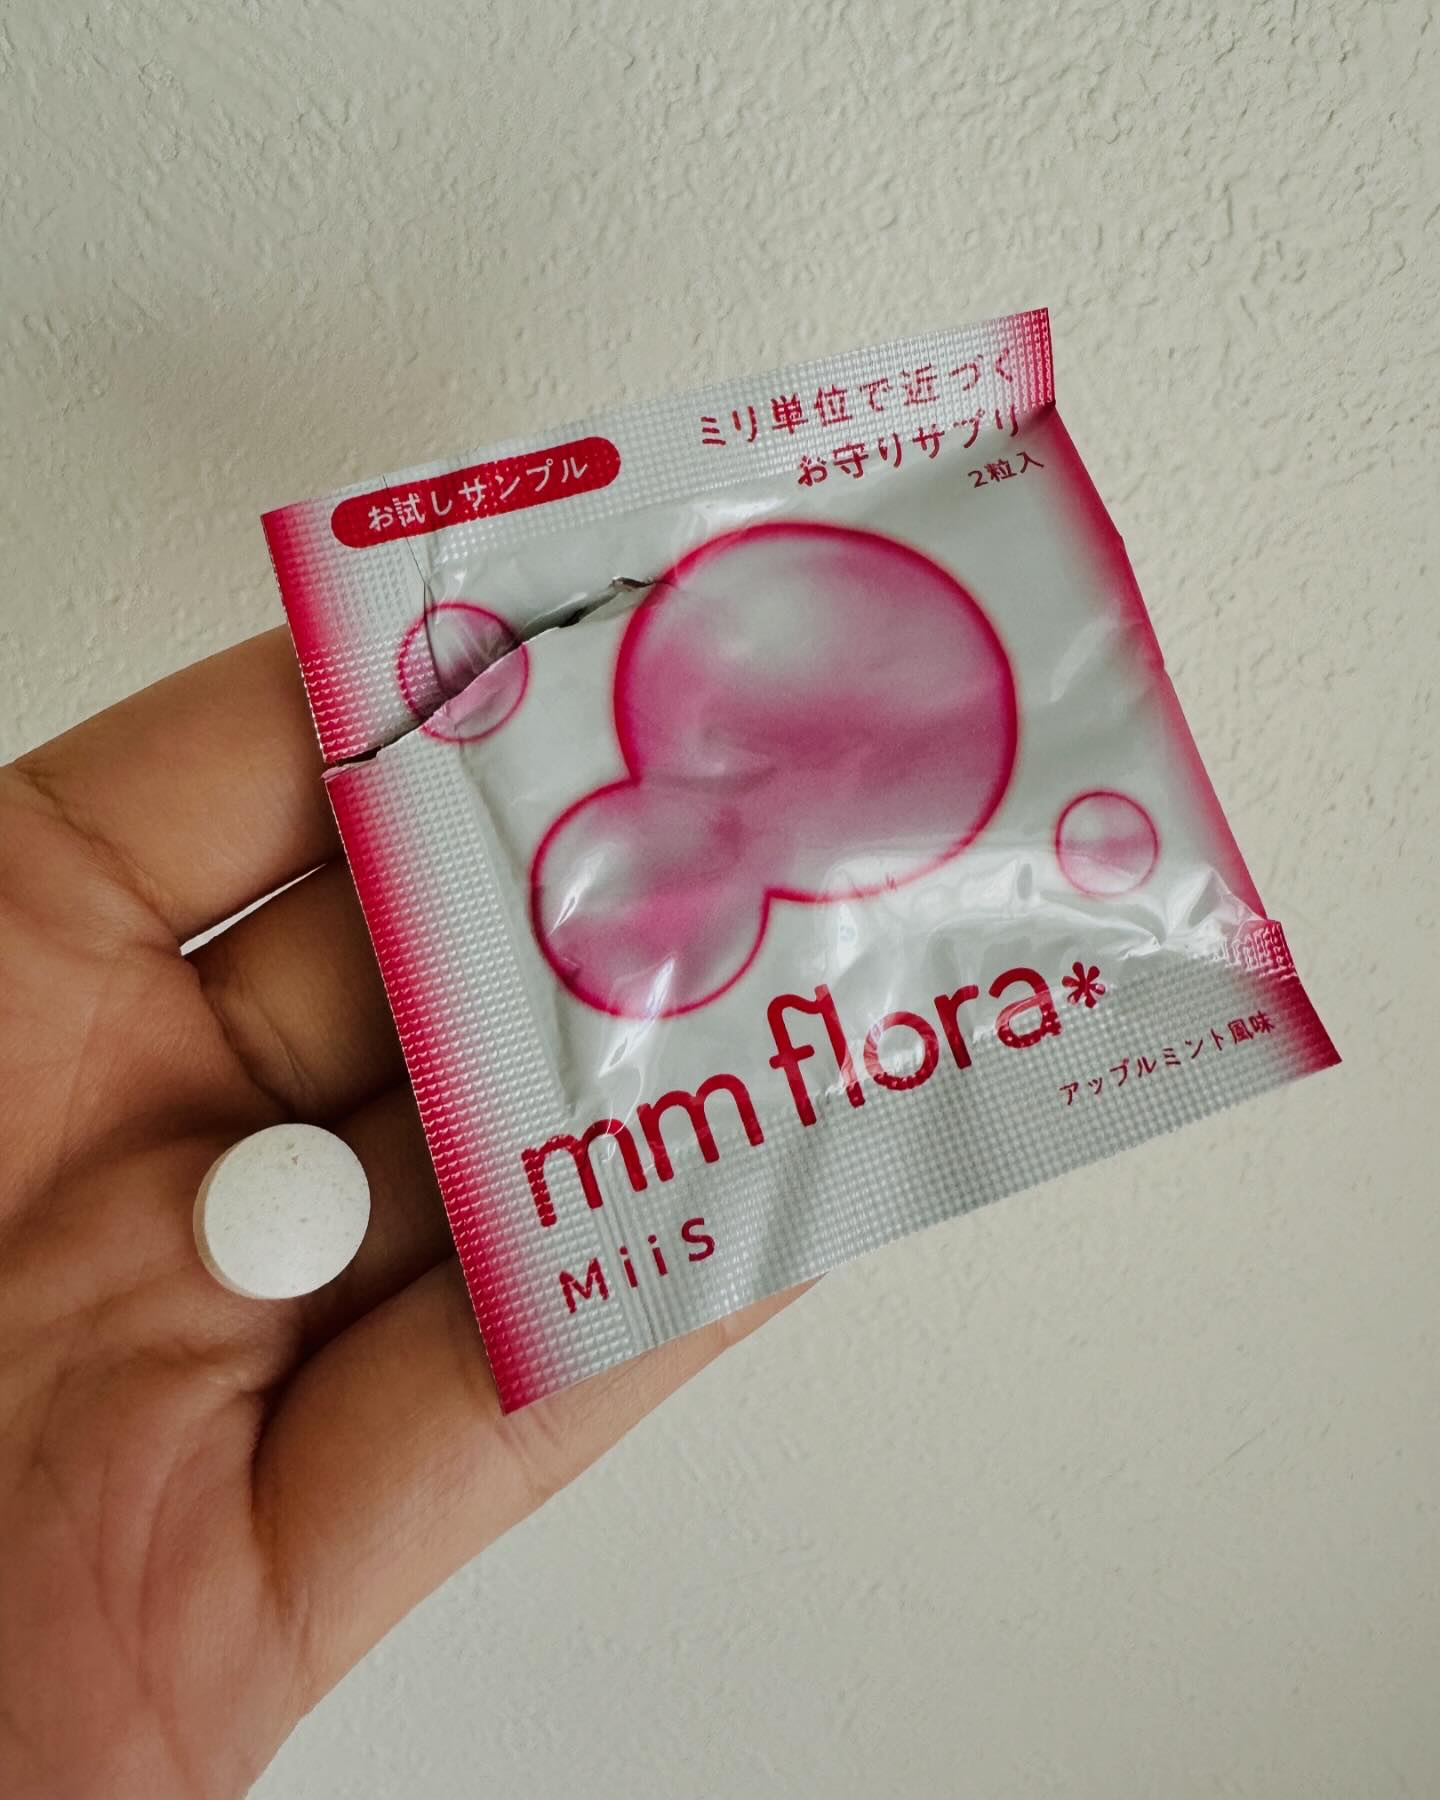 お試しサンプル
ミリ単位で近づく
お守りサプリ
2粒入
mm flora*
MiiS
アップルミント風味